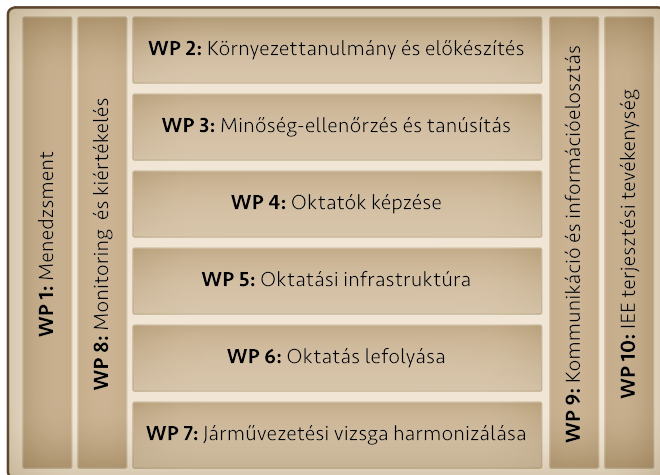 WP 1: Menedzsment
WP 8: Monitoring és kiértékelés
WP 2: Környezettanulmány és előkészítés
WP 3: Minőség-ellenőrzés és tanúsítás
WP 4: Oktatók képzése
WP 5: Oktatási infrastruktúra
WP 6: Oktatás lefolyása
WP 7: Járművezetési vizsga harmonizálása
WP 9: Kommunikáció és információelosztás
WP 10: IEE terjesztési tevékenység